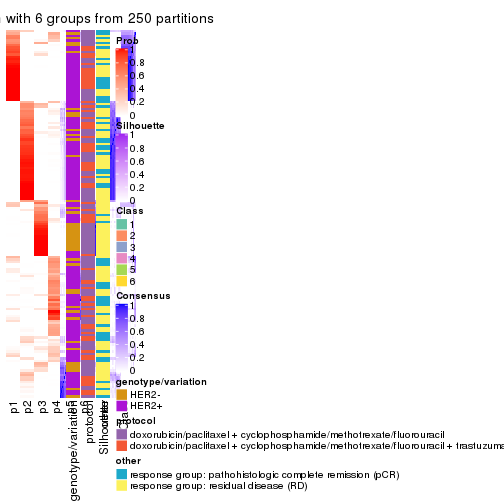 with 6 groups from 250 partitions
Prob
1
0.8
0.6
0.4
0.2
0
Silhouette
1
0.8
0.6
0.4
0.2
0
Class
1
2
3
4
5
6
Consensus
1
0.8
0.6
0.4
0.2
0
genotype/variation
HER2-
HER2+
protocol
doxorubicin/paclitaxel + cyclophosphamide/methotrexate/fluorouracil
doxorubicin/paclitaxel + cyclophosphamide/methotrexate/fluorouracil + trastuzuma
other
response group: pathohistologic complete remission (pCR)
response group: residual disease (RD)
p1
p2
p3
p4
genotype/variation
protocol
Silhouette